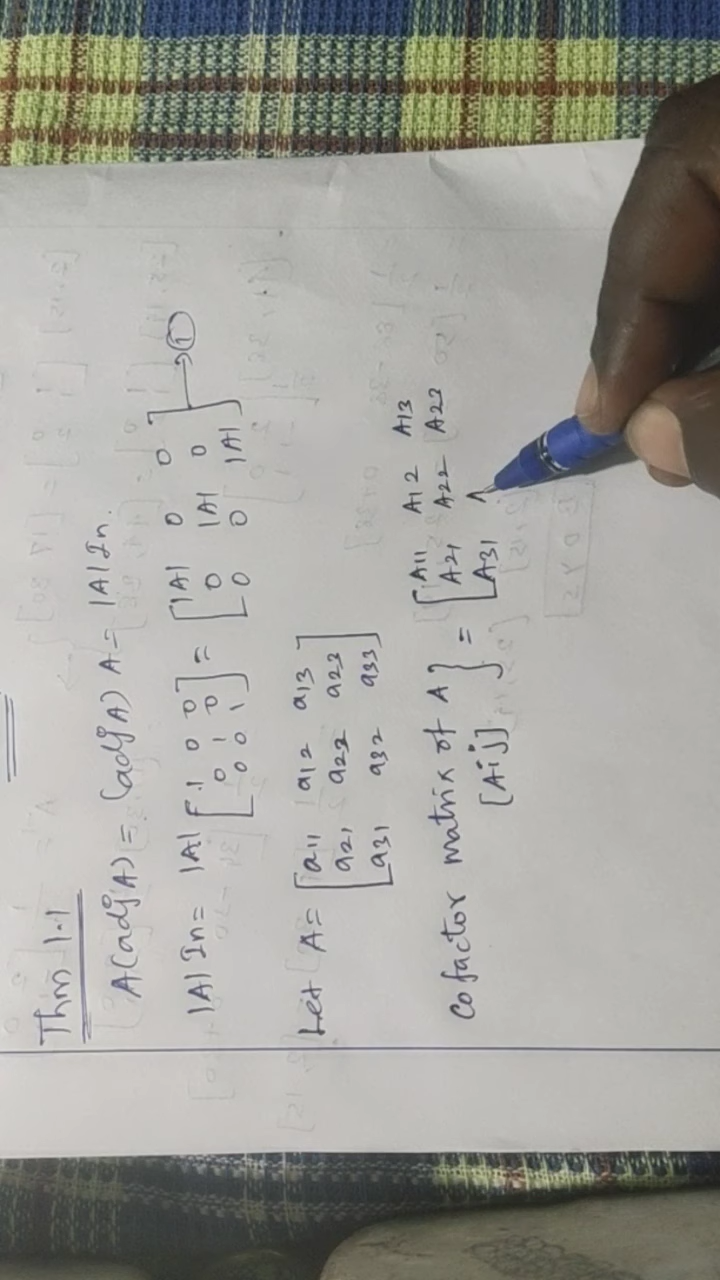 Thm 1.1
A(adjA) = (adjA) A = |A| In.
|A| In = |A| [1 0 0
0 1 0
0 0 1] = [|A| 0 0
0 |A| 0
0 0 |A|] → ①
Let A = [a11 a12 a13
a21 a22 a23
a31 a32 a33]
Cofactor matrix of A } = [A11 A12 A13
[Aij] A21 A22 A23
A31